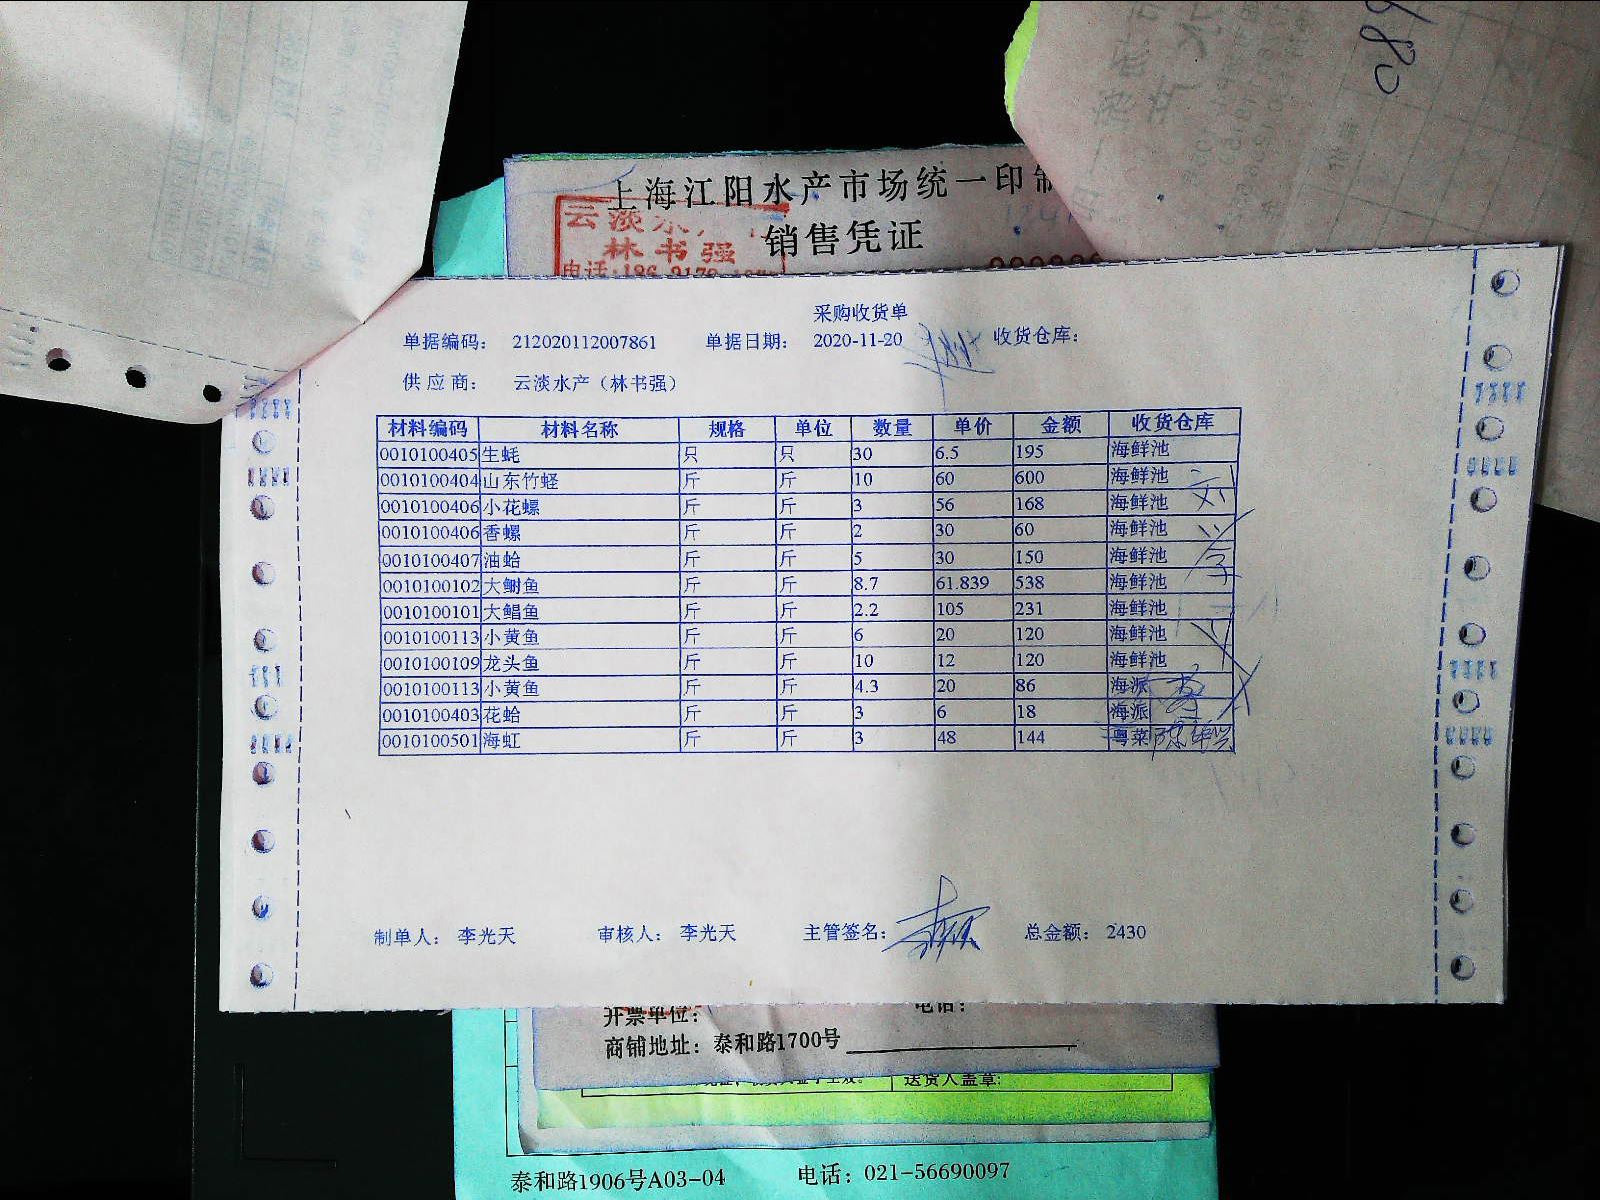 680
上海江阳水产市场统一印制
云淡水产
林书强
销售凭证
采购收货单
单据编码： 212020112007861 单据日期： 2020-11-20 收货仓库：
供 应 商： 云淡水产（林书强）
材料编码 材料名称 规格 单位 数量 单价 金额 收货仓库
0010100405 生蚝 只 只 30 6.5 195 海鲜池
0010100404 山东竹蛏 斤 斤 10 60 600 海鲜池
0010100406 小花螺 斤 斤 3 56 168 海鲜池
0010100406 香螺 斤 斤 2 30 60 海鲜池
0010100407 油蛤 斤 斤 5 30 150 海鲜池
0010100102 大鲥鱼 斤 斤 8.7 61.839 538 海鲜池
0010100101 大鲳鱼 斤 斤 2.2 105 231 海鲜池
0010100113 小黄鱼 斤 斤 6 20 120 海鲜池
0010100109 龙头鱼 斤 斤 10 12 120 海鲜池
0010100113 小黄鱼 斤 斤 4.3 20 86 海派
0010100403 花蛤 斤 斤 3 6 18 海派
0010100501 海虹 斤 斤 3 48 144 粤菜
制单人： 李光天 审核人： 李光天 主管签名： 总金额： 2430
开票单位： 电话：
商铺地址：泰和路1700号
送货人盖章:
泰和路1906号A03-04 电话：021-56690097